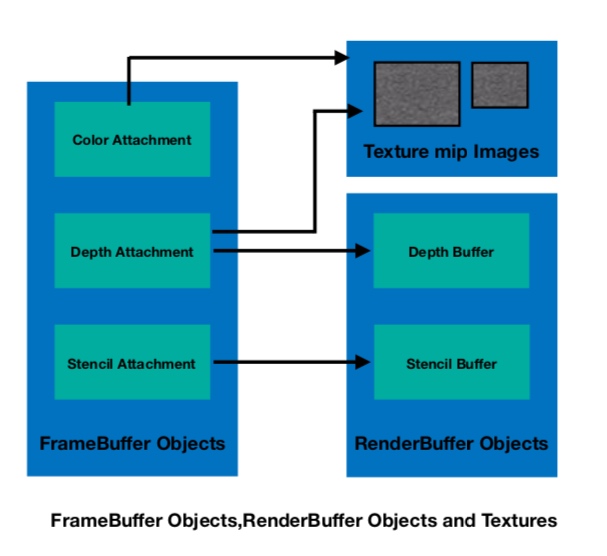 Color Attachment
Depth Attachment
Stencil Attachment
FrameBuffer Objects
Texture mip Images
Depth Buffer
Stencil Buffer
RenderBuffer Objects
FrameBuffer Objects,RenderBuffer Objects and Textures